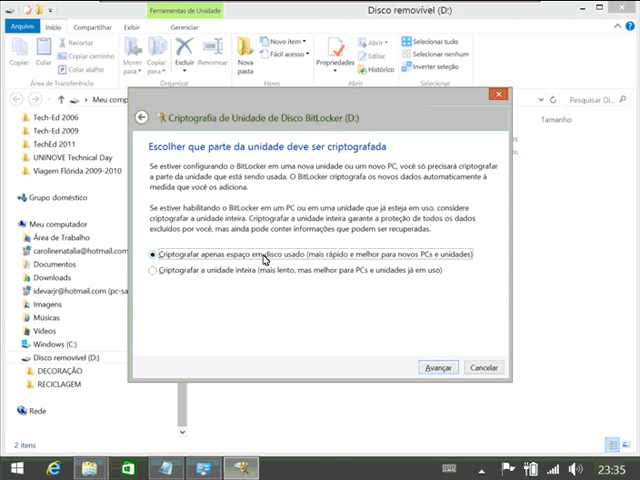 Ferramentas de Unidade
Disco removível (D:)
Arquivo
Início
Compartilhar
Exibir
Gerenciar
Copiar
Colar
Recortar
Copiar caminho
Colar atalho
Área de Transferência
Mover para
Copiar para
Excluir
Renomear
Organizar
Nova pasta
Novo item
Fácil acesso
Propriedades
Abrir
Editar
Histórico
Selecionar tudo
Selecionar nenhum
Inverter seleção
Meu comp
Pesquisar Di...
Tamanho
Tech-Ed 2006
Tech-Ed 2009
TechEd 2011
UNINOVE Technical Day
Viagem Flórida 2009-2010
Grupo doméstico
Meu computador
Área de Trabalho
carolinenatalia@hotmail.com
Documentos
Downloads
idevarjr@hotmail.com (pc-sa
Imagens
Músicas
Vídeos
Windows (C:)
Disco removível (D:)
DECORAÇÃO
RECICLAGEM
Rede
2 itens
Criptografia de Unidade de Disco BitLocker (D:)
Escolher que parte da unidade deve ser criptografada
Se estiver configurando o BitLocker em uma nova unidade ou um novo PC, você só precisará criptografar
a parte da unidade que está sendo usada. O BitLocker criptografa os novos dados automaticamente à
medida que você os adiciona.
Se estiver habilitando o BitLocker em um PC ou em uma unidade que já esteja em uso, considere
criptografar a unidade inteira. Criptografar a unidade inteira garante a proteção de todos os dados
excluídos por você, mas ainda pode conter informações que podem ser recuperadas.
Criptografar apenas espaço em disco usado (mais rápido e melhor para novos PCs e unidades)
Criptografar a unidade inteira (mais lento, mas melhor para PCs e unidades já em uso)
Avançar
Cancelar
23:35